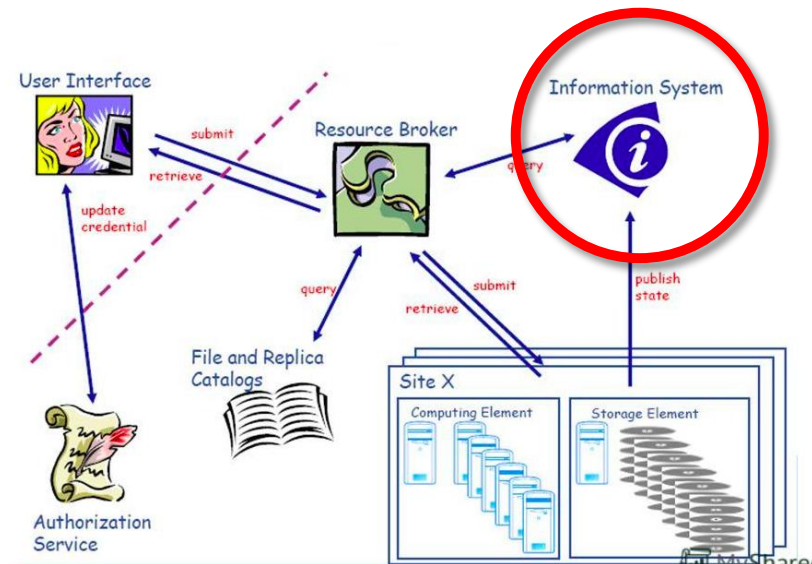 User Interface
Information System
Resource Broker
submit
retrieve
query
i
update
credential
query
submit
retrieve
publish
state
File and Replica
Catalogs
Site X
Computing Element
Storage Element
Authorization
Service
MyShare